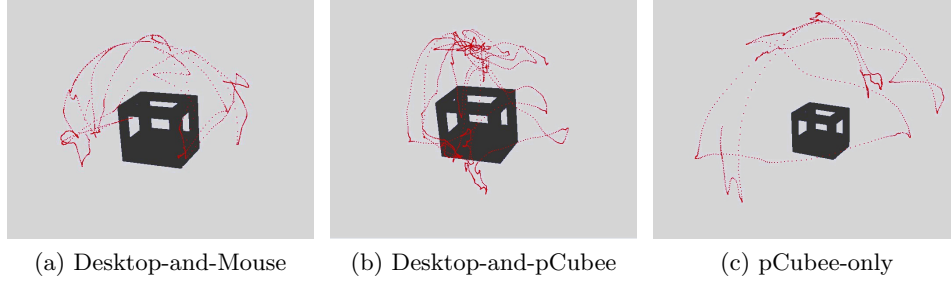 (a) Desktop-and-Mouse
(b) Desktop-and-pCubee
(c) pCubee-only